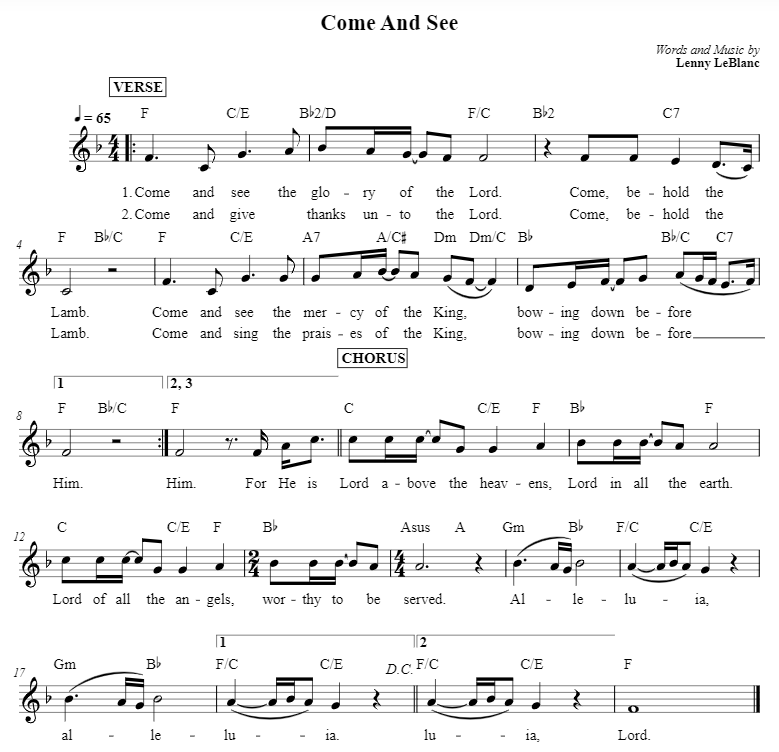 Come And See
Words and Music by
Lenny LeBlanc
VERSE
♩ = 65
F C/E B♭2/D F/C B♭2 C7
1. Come and see the glo - ry of the Lord. Come, be - hold the
2. Come and give thanks un - to the Lord. Come, be - hold the
4 F B♭/C F C/E A7 A/C♯ Dm Dm/C B♭ B♭/C C7
Lamb. Come and see the mer - cy of the King, bow - ing down be - fore
Lamb. Come and sing the prais - es of the King, bow - ing down be - fore
CHORUS
1 2, 3
8 F B♭/C F C C/E F B♭ F
Him. Him. For He is Lord a - bove the heav - ens, Lord in all the earth.
12 C C/E F B♭ Asus A Gm B♭ F/C C/E
Lord of all the an - gels, wor - thy to be served. Al - le - lu - ia,
1 2
17 Gm B♭ F/C C/E D.C. F/C C/E F
al - le - lu - ia. lu - ia, Lord.